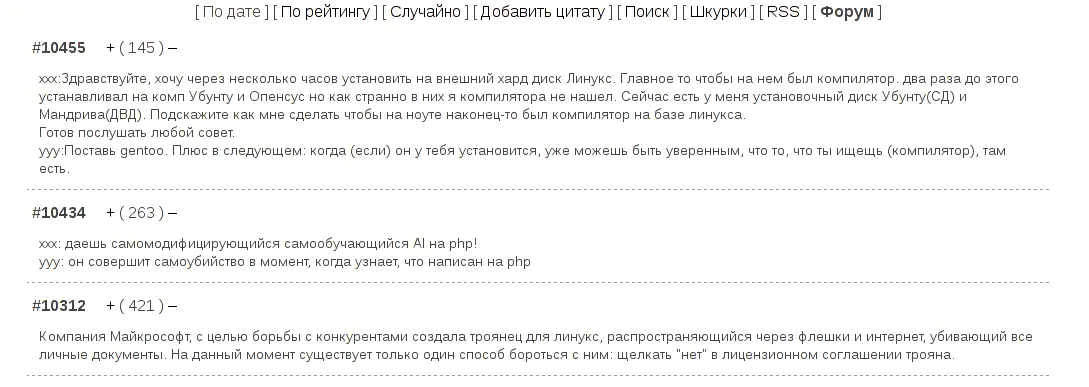 [ По дате ] [ По рейтингу ] [ Случайно ] [ Добавить цитату ] [ Поиск ] [ Шкурки ] [ RSS ] [ Форум ]
#10455 + ( 145 ) –
xxx:Здравствуйте, хочу через несколько часов установить на внешний хард диск Линукс. Главное то чтобы на нем был компилятор. два раза до этого
устанавливал на комп Убунту и Опенсус но как странно в них я компилятора не нашел. Сейчас есть у меня установочный диск Убунту(СД) и
Мандрива(ДВД). Подскажите как мне сделать чтобы на ноуте наконец-то был компилятор на базе линукса.
Готов послушать любой совет.
yyy:Поставь gentoo. Плюс в следующем: когда (если) он у тебя установится, уже можешь быть уверенным, что то, что ты ищещь (компилятор), там
есть.
#10434 + ( 263 ) –
xxx: даешь самомодифицирующийся самообучающийся AI на php!
yyy: он совершит самоубийство в момент, когда узнает, что написан на php
#10312 + ( 421 ) –
Компания Майкрософт, с целью борьбы с конкурентами создала троянец для линукс, распространяющийся через флешки и интернет, убивающий все
личные документы. На данный момент существует только один способ бороться с ним: щелкать "нет" в лицензионном соглашении трояна.